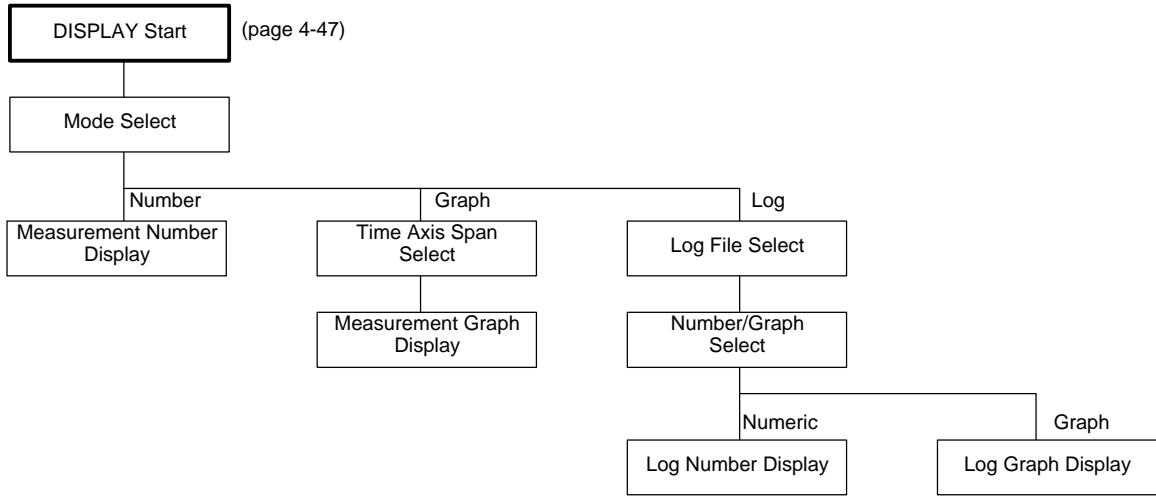 DISPLAY Start
(page 4-47)
Mode Select
Number
Graph
Log
Measurement Number
Display
Time Axis Span
Select
Log File Select
Measurement Graph
Display
Number/Graph
Select
Numeric
Graph
Log Number Display
Log Graph Display